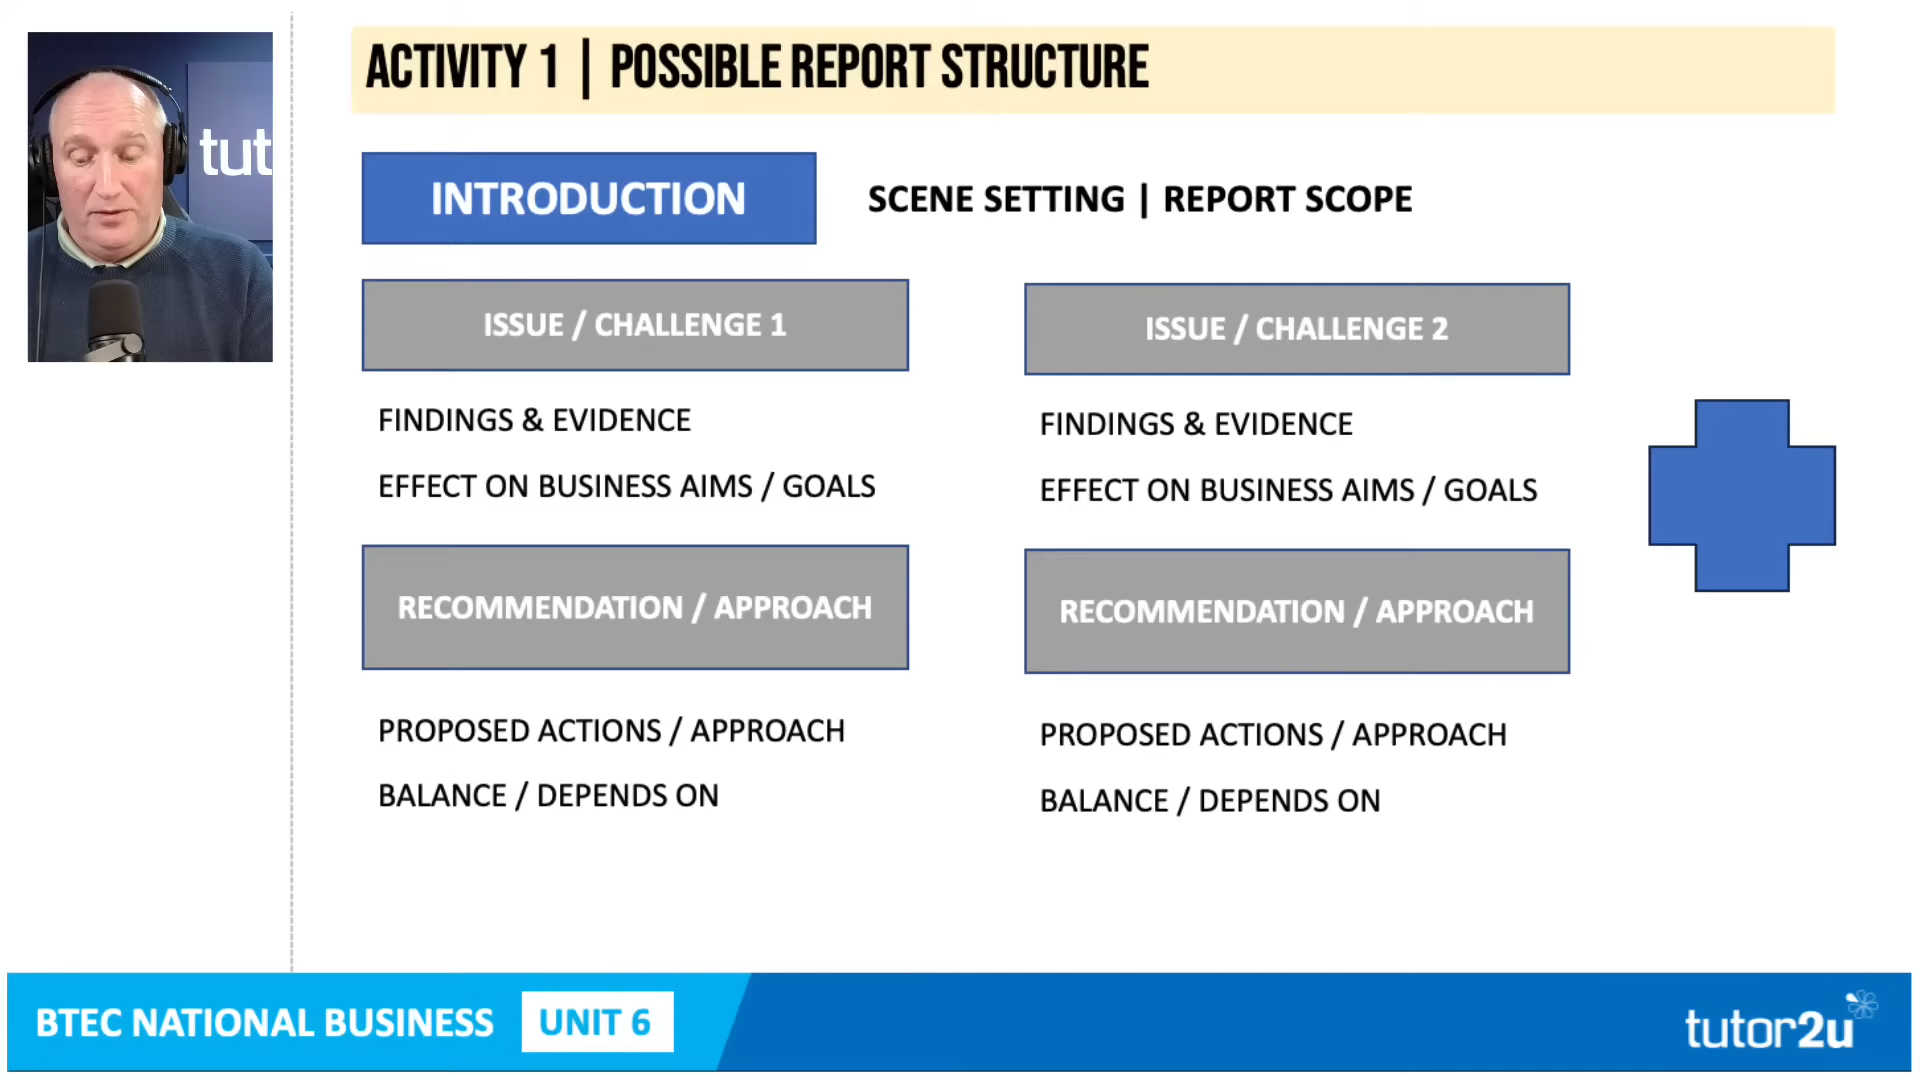 ACTIVITY 1 | POSSIBLE REPORT STRUCTURE
tut
INTRODUCTION
SCENE SETTING | REPORT SCOPE
ISSUE / CHALLENGE 1
FINDINGS & EVIDENCE
EFFECT ON BUSINESS AIMS / GOALS
RECOMMENDATION / APPROACH
PROPOSED ACTIONS / APPROACH
BALANCE / DEPENDS ON
ISSUE / CHALLENGE 2
FINDINGS & EVIDENCE
EFFECT ON BUSINESS AIMS / GOALS
RECOMMENDATION / APPROACH
PROPOSED ACTIONS / APPROACH
BALANCE / DEPENDS ON
BTEC NATIONAL BUSINESS UNIT 6
tutor2u